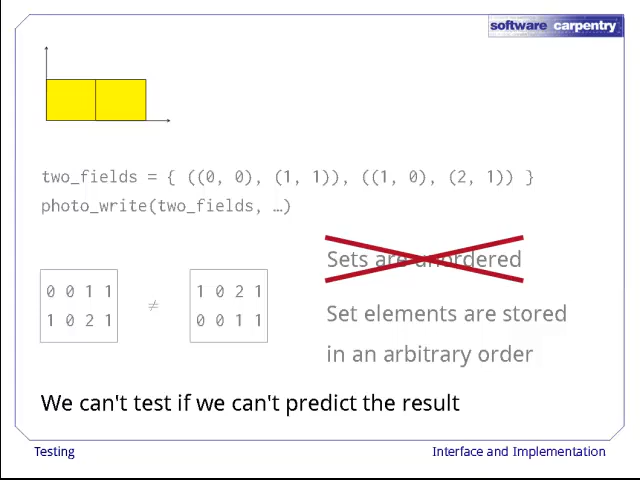 software carpentry
two_fields = { ((0, 0), (1, 1)), ((1, 0), (2, 1)) }
photo_write(two_fields, …)
Sets are unordered
0 0 1 1
1 0 2 1
≠
1 0 2 1
0 0 1 1
Set elements are stored
in an arbitrary order
We can't test if we can't predict the result
Testing
Interface and Implementation